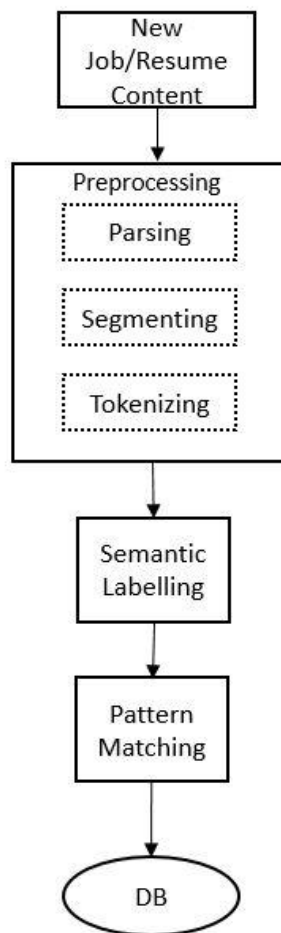 New
Job/Resume
Content
Preprocessing
Parsing
Segmenting
Tokenizing
Semantic
Labelling
Pattern
Matching
DB